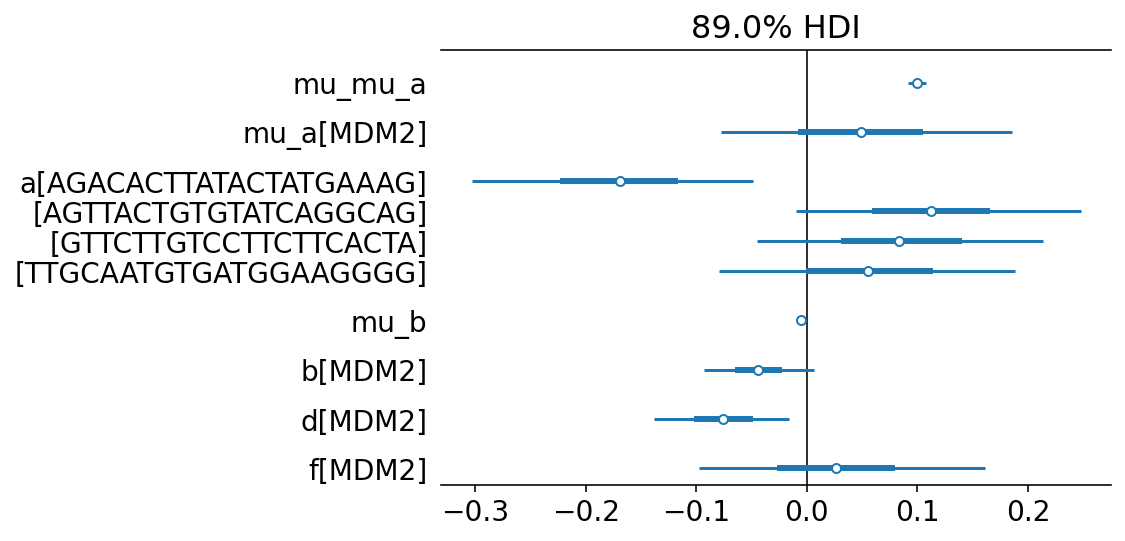 89.0% HDI
mu_mu_a
mu_a[MDM2]
a[AGACACTTATACTATGAAAG]
[AGTTACTGTGTATCAGGCAG]
[GTTCTTGTCCTTCTTCACTA]
[TTGCAATGTGATGGAAGGGG]
mu_b
b[MDM2]
d[MDM2]
f[MDM2]
−0.3 −0.2 −0.1 0.0 0.1 0.2